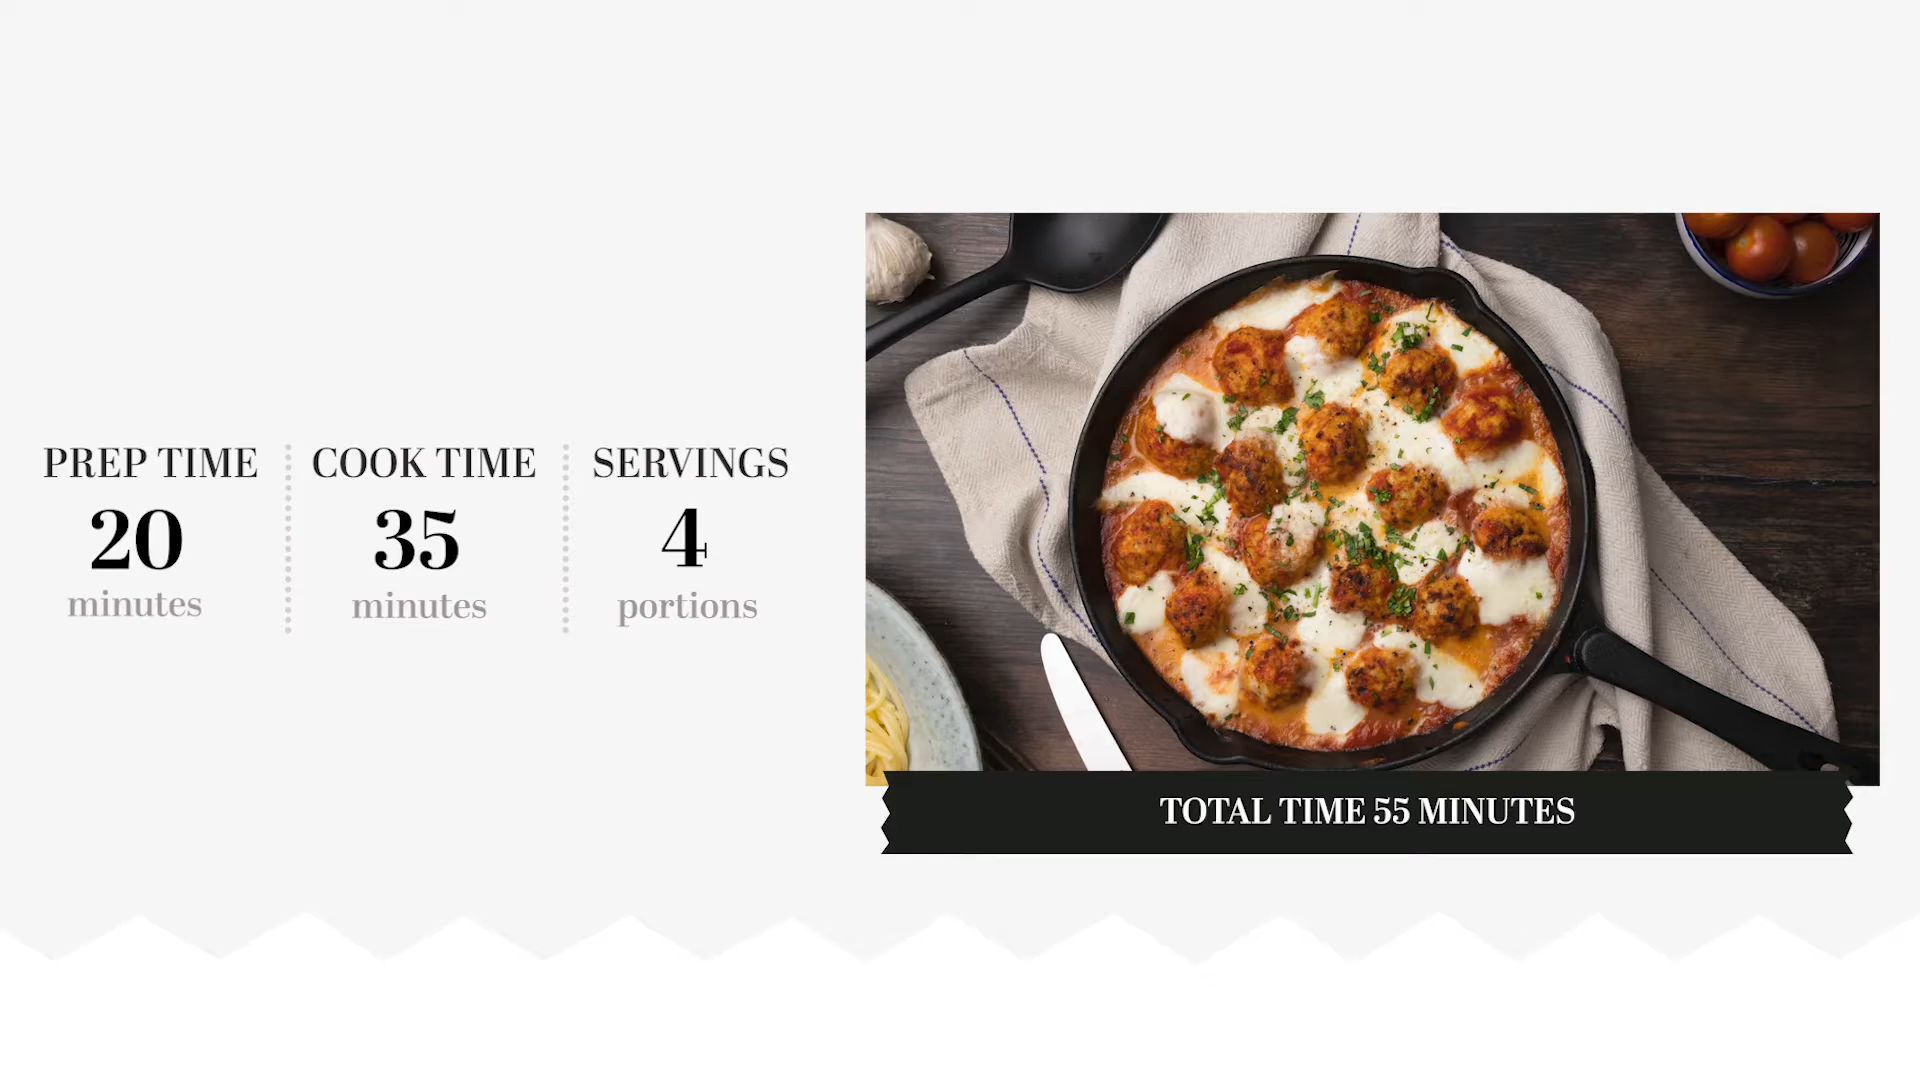 PREP TIME
20
minutes
COOK TIME
35
minutes
SERVINGS
4
portions
TOTAL TIME 55 MINUTES